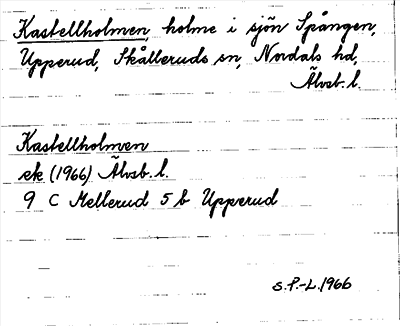 Kastellholmen, holme i sjön Spången,
Upperud, Skålleruds sn, Nordals hd,
Älvsb. l.
Kastellholmen
ek (1966) Älvsb. l.
9 C Mellerud 5 b Upperud
S.P.-L. 1966